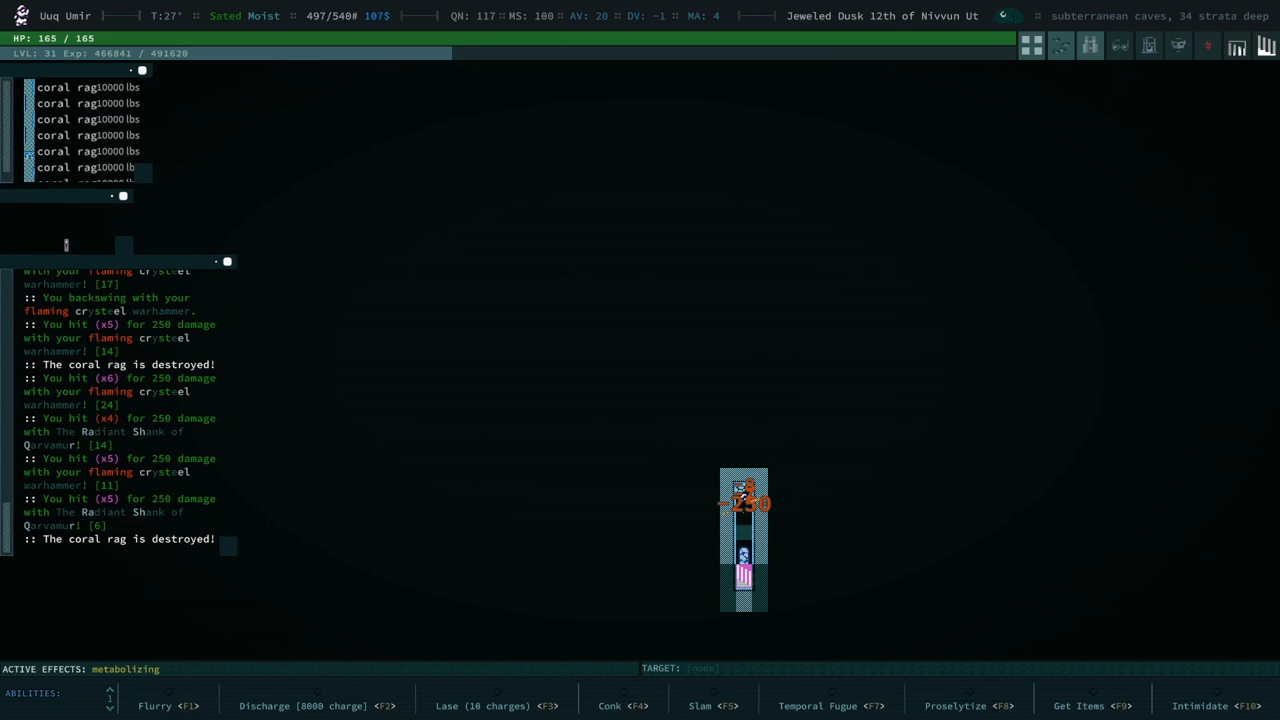 Uuq Umir T:27° Sated Moist 497/540# 107$ QN: 117 MS: 100 AV: 20 DV: -1 MA: 4 Jeweled Dusk 12th of Nivvun Ut :: subterranean caves, 34 strata deep
HP: 165 / 165
LVL: 31 Exp: 466841 / 491620
coral rag 10000 lbs
coral rag 10000 lbs
coral rag 10000 lbs
coral rag 10000 lbs
coral rag 10000 lbs
coral rag 10000 lb
with your flaming crysteel
warhammer! [17]
:: You backswing with your
flaming crysteel warhammer.
:: You hit (x5) for 250 damage
with your flaming crysteel
warhammer! [14]
:: The coral rag is destroyed!
:: You hit (x6) for 250 damage
with your flaming crysteel
warhammer! [24]
:: You hit (x4) for 250 damage
with The Radiant Shank of
Qarvamur! [14]
:: You hit (x5) for 250 damage
with your flaming crysteel
warhammer! [11]
:: You hit (x5) for 250 damage
with The Radiant Shank of
Qarvamur! [6]
:: The coral rag is destroyed!
-250
ACTIVE EFFECTS: metabolizing TARGET: [none]
ABILITIES: 1 Flurry <F1> Discharge [8000 charge] <F2> Lase (10 charges) <F3> Conk <F4> Slam <F5> Temporal Fugue <F7> Proselytize <F8> Get Items <F9> Intimidate <F10>